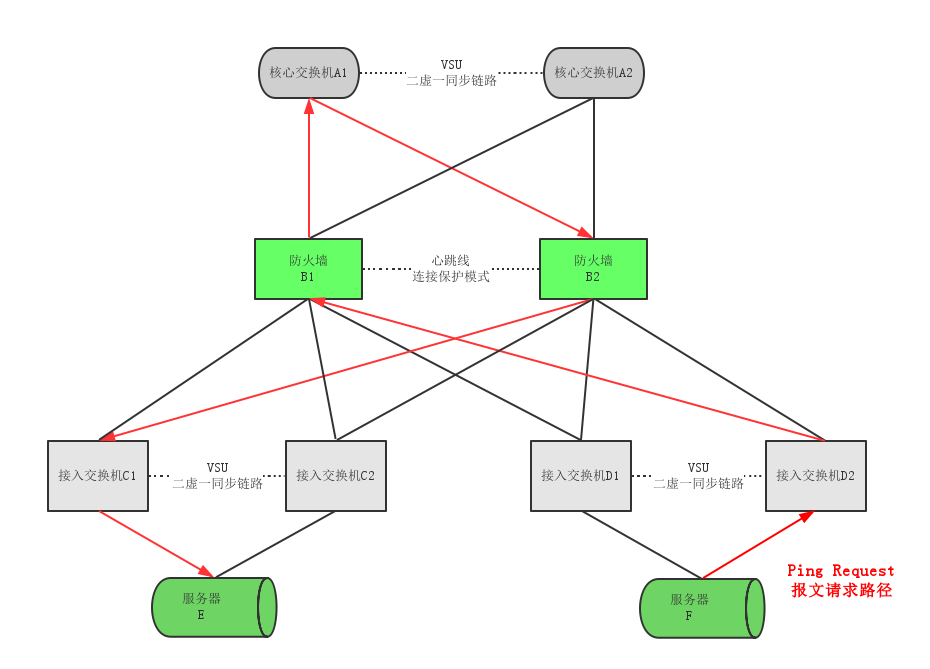 核心交换机A1
VSU
二虚一同步链路
核心交换机A2
防火墙
B1
心跳线
连接保护模式
防火墙
B2
接入交换机C1
VSU
二虚一同步链路
接入交换机C2
接入交换机D1
VSU
二虚一同步链路
接入交换机D2
Ping Request
报文请求路径
服务器
E
服务器
F